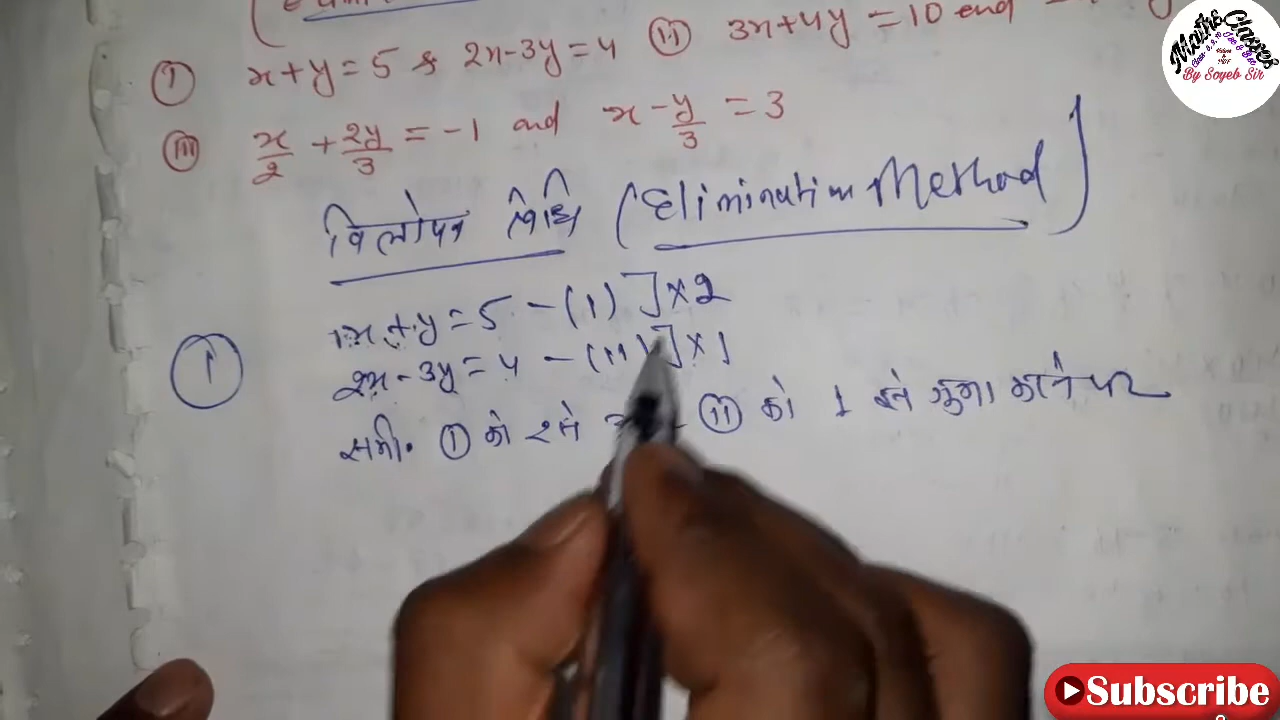 (
(I) x+y=5 & 2x-3y=4 (II) 3x+4y=10 and
(III) x/2 + 2y/3 = -1 and x - y/3 = 3
विलोपन विधि (Elimination Method)
(1) 1x+y=5 -(1)]×2
2x-3y=4 -(11)]×1
समी. (I) को 2 से (II) को 1 से गुणा करने पर
Maths Classes
By Soyeb Sir
Subscribe